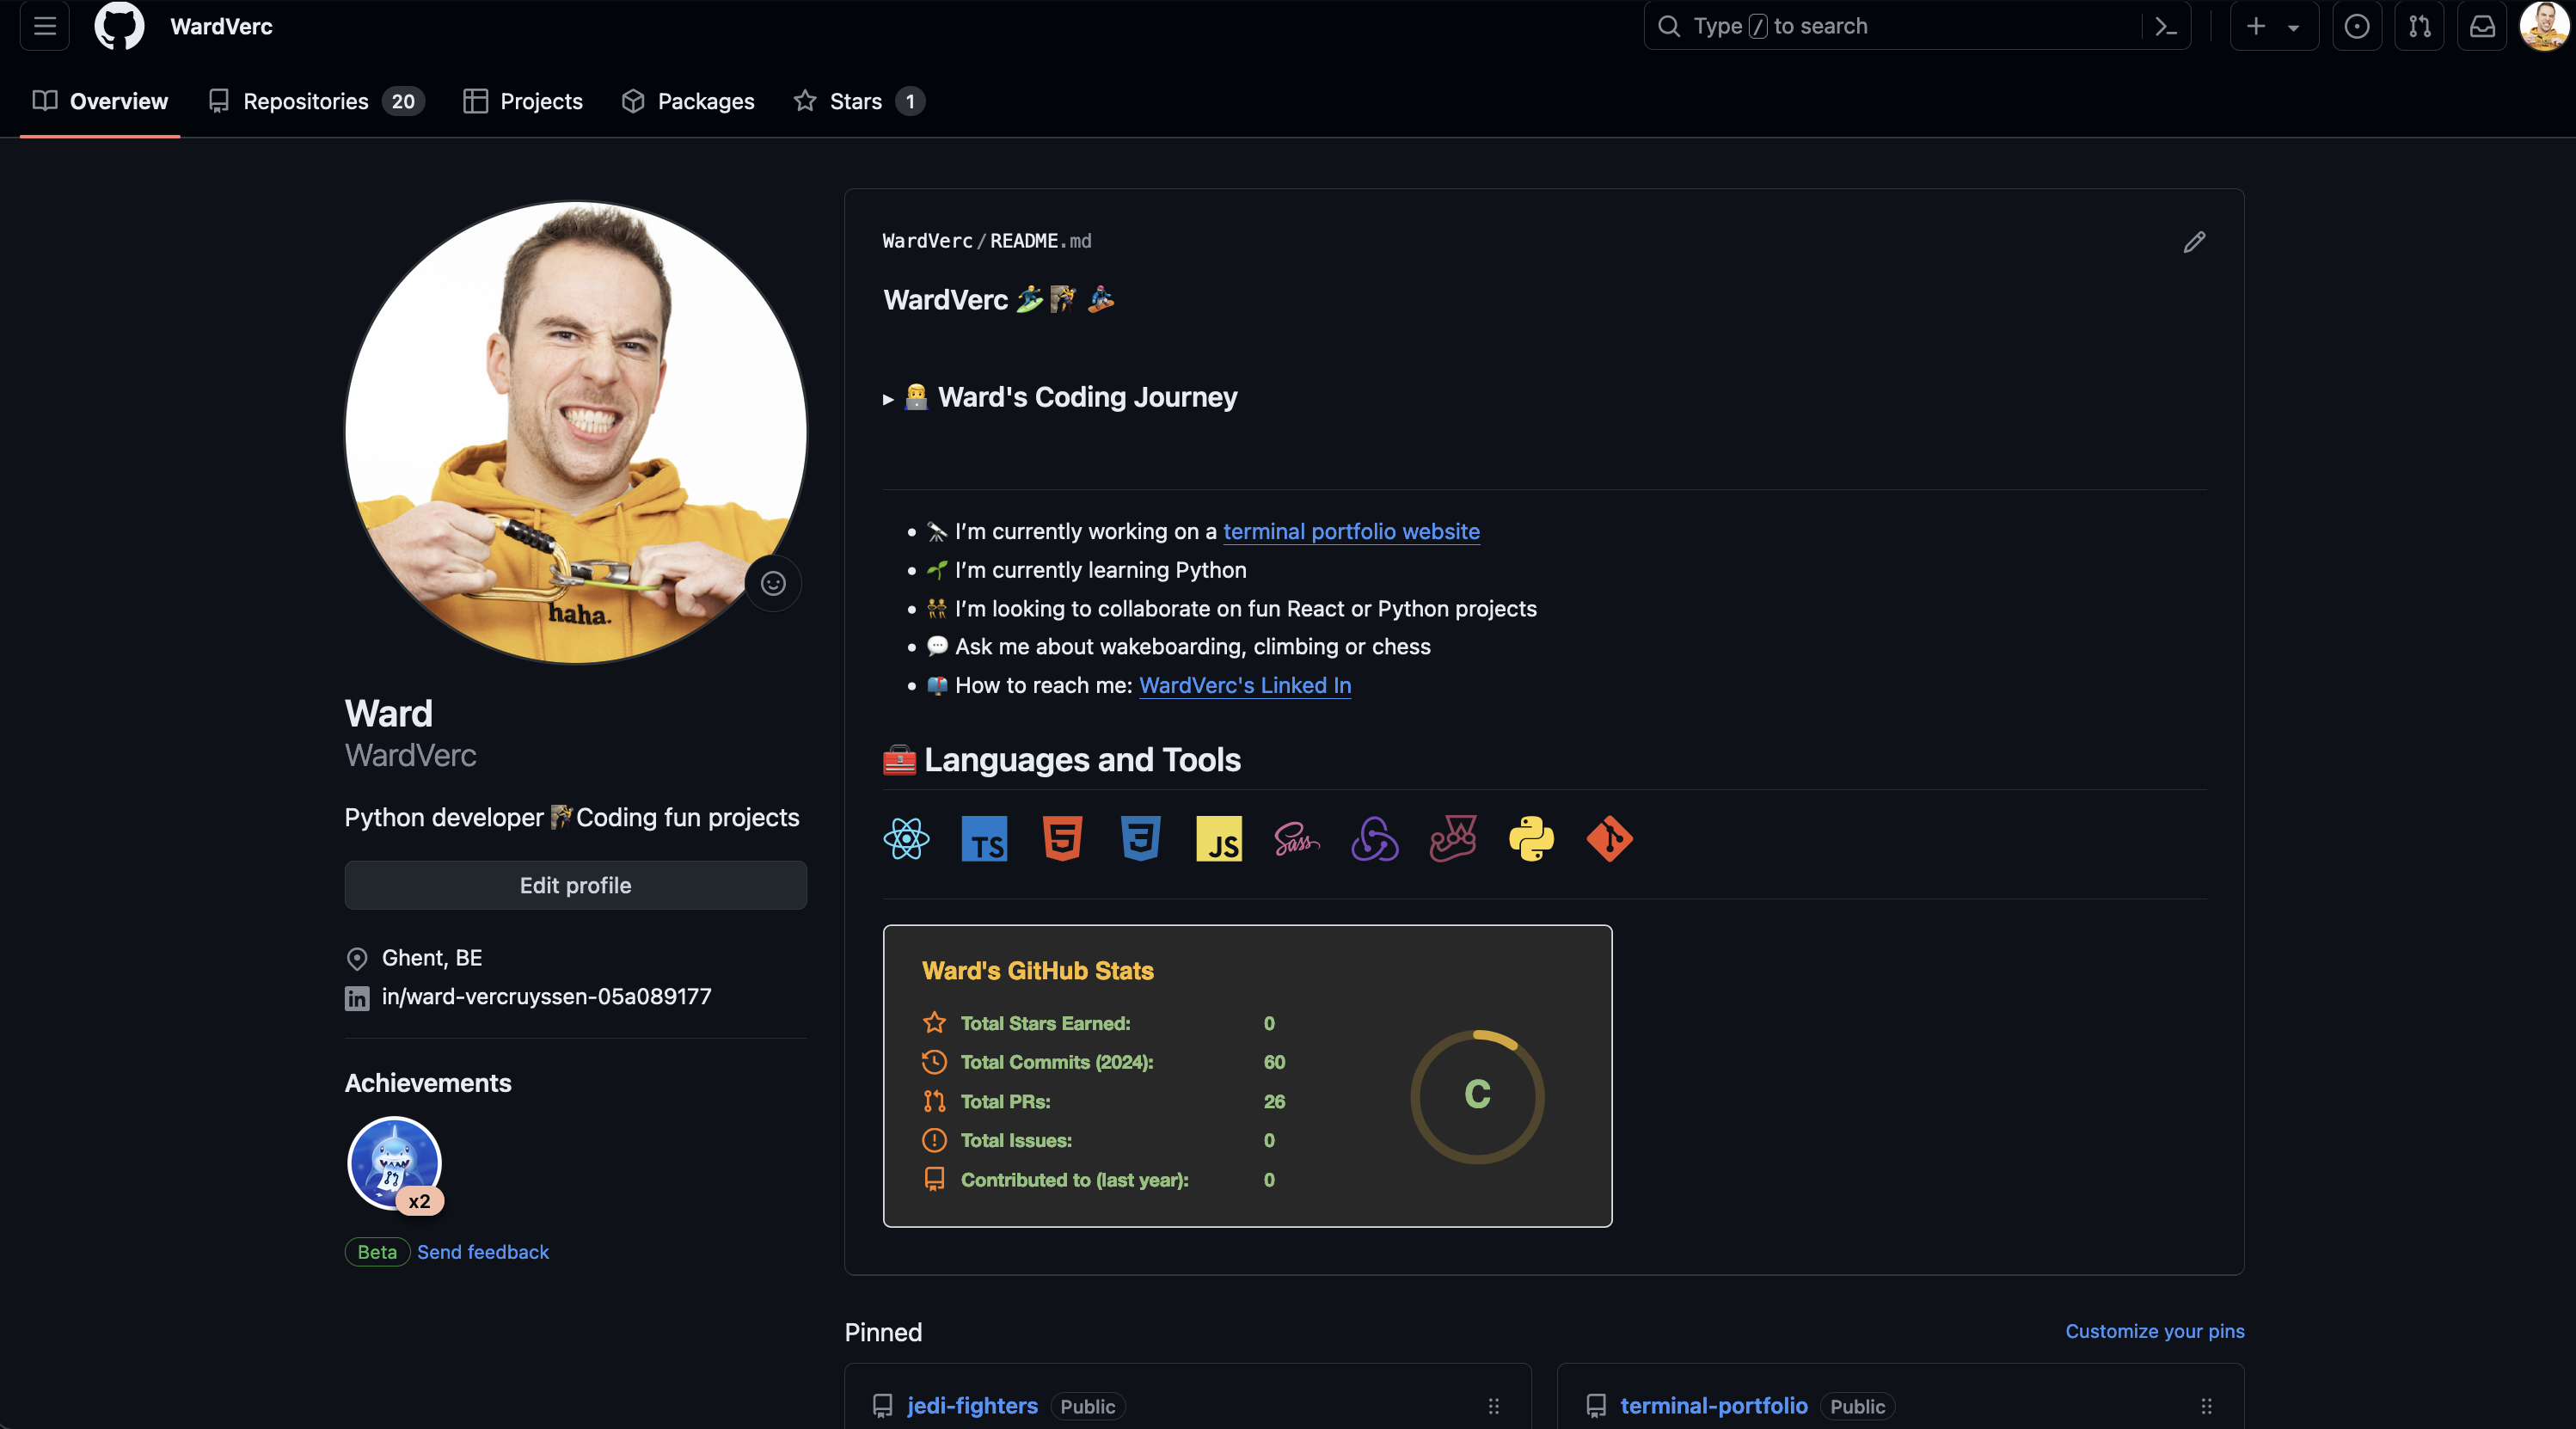 WardVerc
Type / to search
Overview
Repositories 20
Projects
Packages
Stars 1
haha.
Ward
WardVerc
Python developer 🧗Coding fun projects
Edit profile
Ghent, BE
in/ward-vercruyssen-05a089177
Achievements
x2
Beta Send feedback
WardVerc/README.md
WardVerc 🏄🧗🏂
👨‍💻 Ward's Coding Journey
🔭 I’m currently working on a terminal portfolio website
🌱 I’m currently learning Python
👯 I’m looking to collaborate on fun React or Python projects
💬 Ask me about wakeboarding, climbing or chess
📫 How to reach me: WardVerc's Linked In
🧰 Languages and Tools
TS
5
3
JS
Sass
Ward's GitHub Stats
Total Stars Earned: 0
Total Commits (2024): 60
Total PRs: 26
Total Issues: 0
Contributed to (last year): 0
C
Pinned
Customize your pins
jedi-fighters Public
terminal-portfolio Public